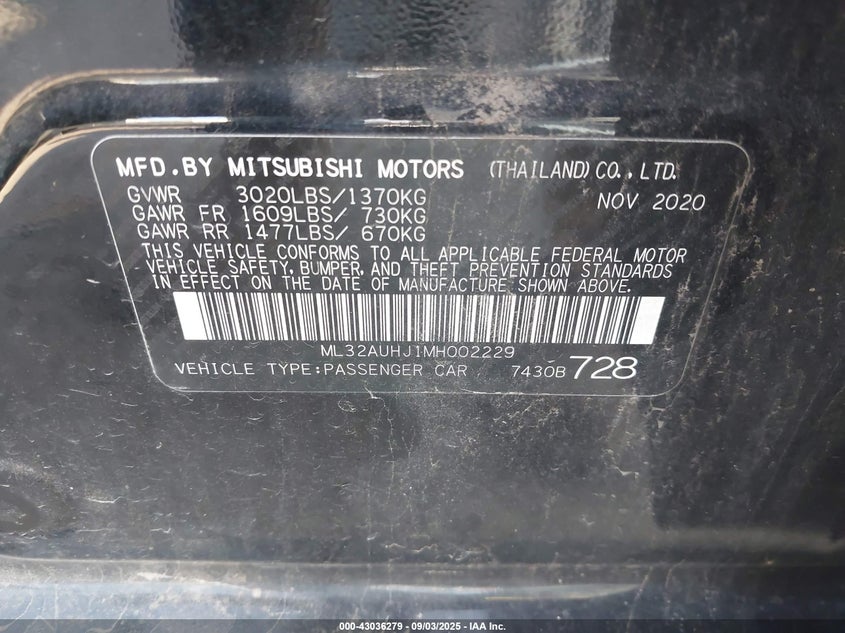 MFD.BY MITSUBISHI MOTORS (THAILAND) CO., LTD.
GVWR 3020LBS/1370KG NOV 2020
GAWR FR 1609LBS/ 730KG
GAWR RR 1477LBS/ 670KG
THIS VEHICLE CONFORMS TO ALL APPLICABLE FEDERAL MOTOR
VEHICLE SAFETY, BUMPER, AND THEFT PREVENTION STANDARDS
IN EFFECT ON THE DATE OF MANUFACTURE SHOWN ABOVE.
ML32AUHJ1MH002229
VEHICLE TYPE:PASSENGER CAR 7430B 728
000-43036279 - 09/03/2025 - IAA Inc.